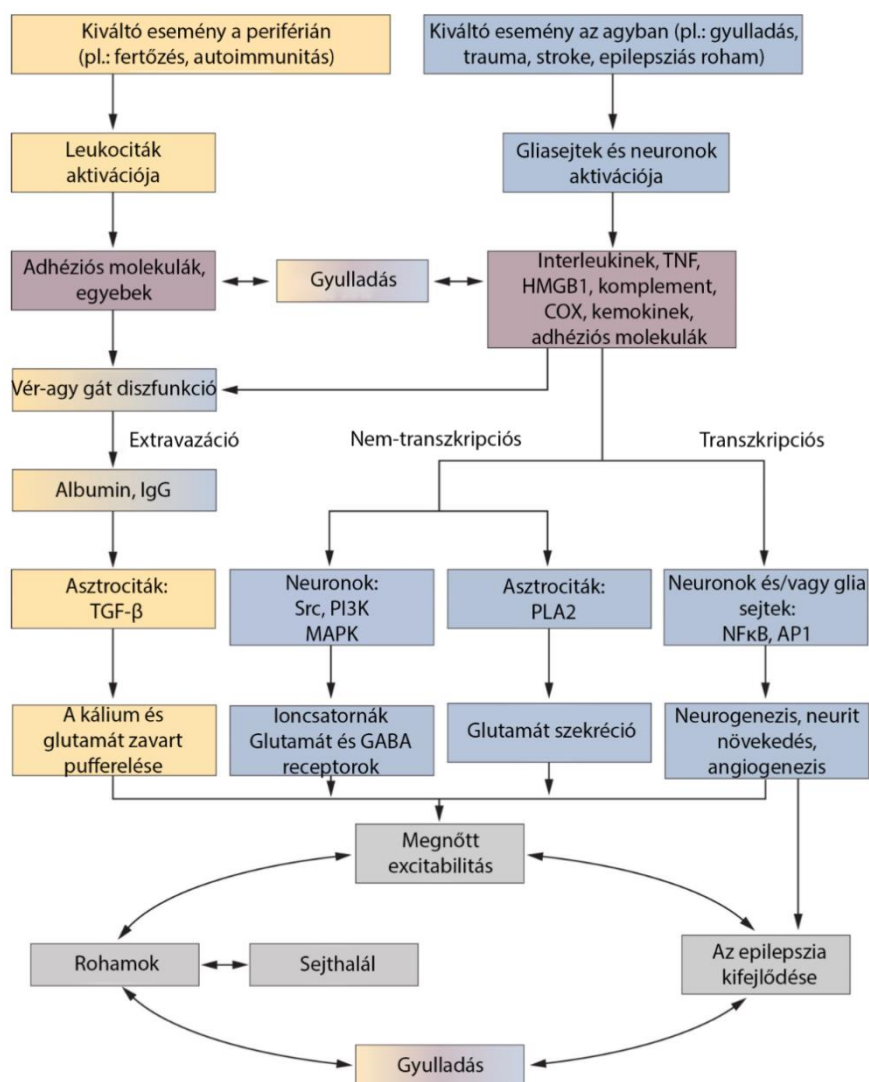 Kiváltó esemény a periférián
(pl.: fertőzés, autoimmunitás)
Kiváltó esemény az agyban (pl.: gyulladás,
trauma, stroke, epilepsziás roham)
Leukociták
aktivációja
Gliasejtek és neuronok
aktivációja
Adhéziós molekulák,
egyebek
Gyulladás
Interleukinek, TNF,
HMGB1, komplement,
COX, kemokinek,
adhéziós molekulák
Vér-agy gát diszfunkció
Extravazáció
Nem-transzkripciós
Transzkripciós
Albumin, IgG
Asztrociták:
TGF-β
Neuronok:
Src, PI3K
MAPK
Asztrociták:
PLA2
Neuronok és/vagy glia
sejtek:
NFκB, AP1
A kálium és
glutamát zavart
pufferelése
Ioncsatornák
Glutamát és GABA
receptorok
Glutamát szekréció
Neurogenezis, neurit
növekedés,
angiogenezis
Megnőtt
excitabilitás
Rohamok
Sejthalál
Az epilepszia
kifejlődése
Gyulladás